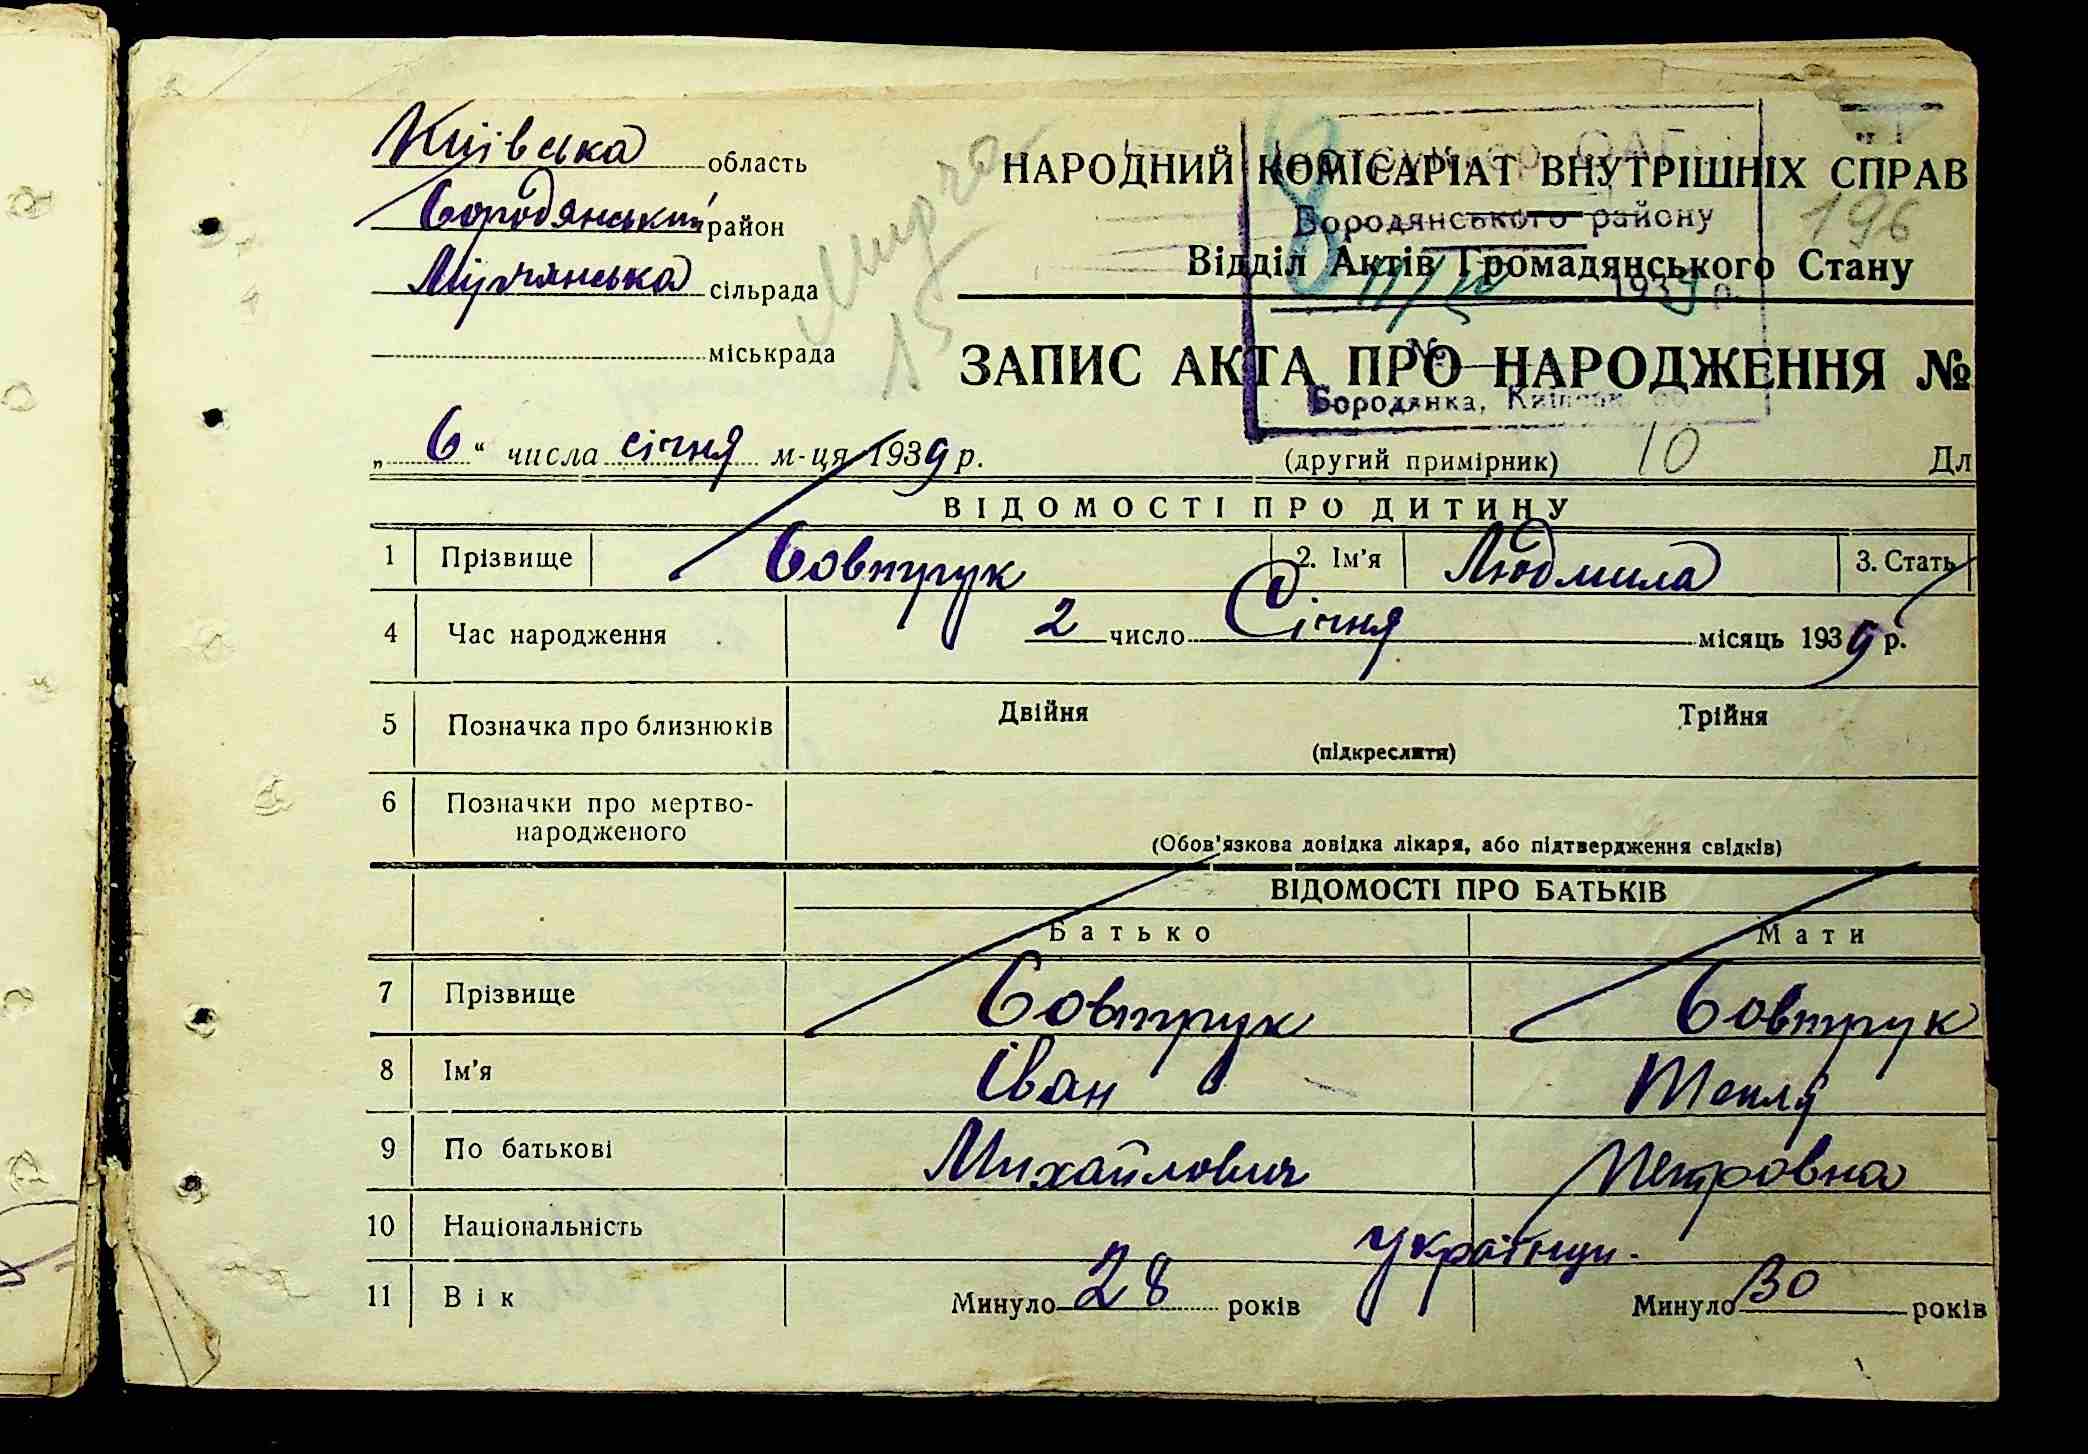 Київська область
Бородянський район
Мірчанська сільрада
міськрада
Мирча
15
НАРОДНИЙ КОМІСАРІАТ ВНУТРІШНІХ СПРАВ
Бородянського району
196
Відділ Актів Громадянського Стану
1939 р.
ЗАПИС АКТА ПРО НАРОДЖЕННЯ №
Бородянка,
„6“ числа січня м-ця 1939 р.
(другий примірник) 10 Дл
ВІДОМОСТІ ПРО ДИТИНУ
1 Прізвище Бовтрук 2. Ім'я Людмила 3. Стать
4 Час народження 2 число Січня місяць 1939 р.
5 Позначка про близнюків Двійня Трійня
(підкреслити)
6 Позначки про мертво-
народженого
(Обов'язкова довідка лікаря, або підтвердження свідків)
ВІДОМОСТІ ПРО БАТЬКІВ
Батько Мати
7 Прізвище Бовтрук Бовтрук
8 Ім'я Іван
9 По батькові Михайлович Петровна
10 Національність українци.
11 Вік Минуло 28 років Минуло 30 років